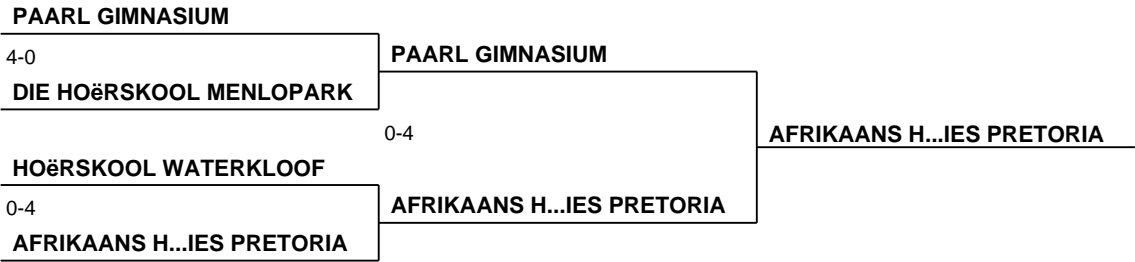 PAARL GIMNASIUM
4-0
PAARL GIMNASIUM
DIE HOëRSKOOL MENLOPARK
0-4
AFRIKAANS H...IES PRETORIA
HOëRSKOOL WATERKLOOF
0-4
AFRIKAANS H...IES PRETORIA
AFRIKAANS H...IES PRETORIA